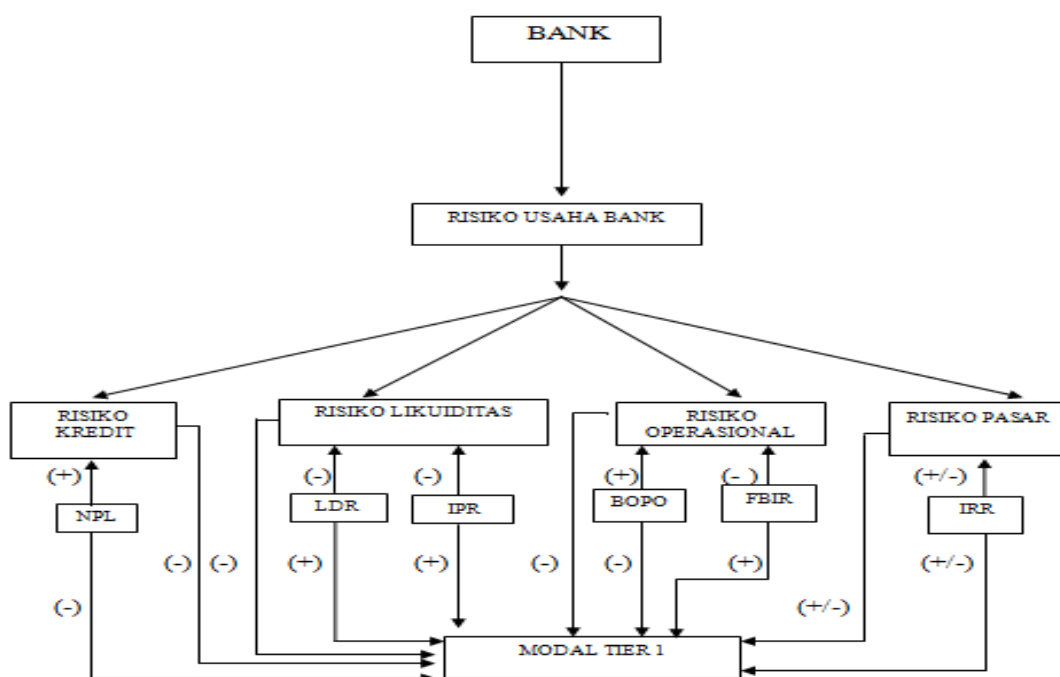 BANK
RISIKO USAHA BANK
RISIKO
KREDIT
RISIKO LIKUIDITAS
RISIKO
OPERASIONAL
RISIKO PASAR
(+)
(-)
(-)
(+)
(- )
(+/-)
NPL
LDR
IPR
BOPO
FBIR
IRR
(-)
(-)
(-)
(+)
(+)
(-)
(-)
(+)
(+/-)
(+/-)
MODAL TIER 1